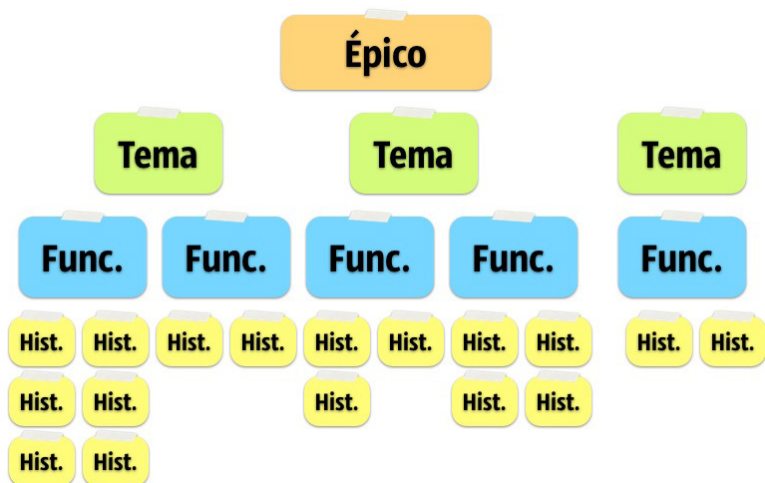 Épico
Tema Tema Tema
Func. Func. Func. Func. Func.
Hist. Hist. Hist. Hist. Hist. Hist. Hist. Hist. Hist. Hist.
Hist. Hist. Hist. Hist. Hist.
Hist. Hist.